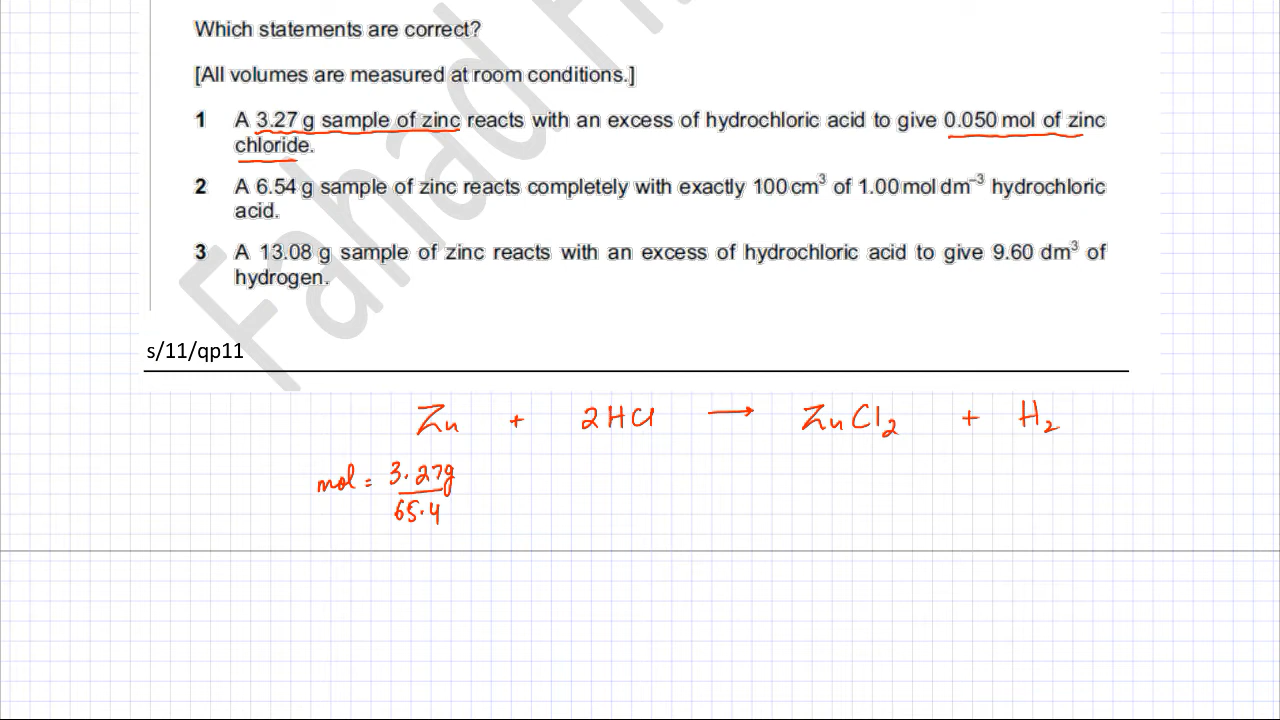 Which statements are correct?
[All volumes are measured at room conditions.]
1 A 3.27 g sample of zinc reacts with an excess of hydrochloric acid to give 0.050 mol of zinc
chloride.
2 A 6.54 g sample of zinc reacts completely with exactly 100 cm³ of 1.00 mol dm⁻³ hydrochloric
acid.
3 A 13.08 g sample of zinc reacts with an excess of hydrochloric acid to give 9.60 dm³ of
hydrogen.
Fahad
s/11/qp11
Zn + 2HCl → ZnCl₂ + H₂
mol = 3.27g
65.4